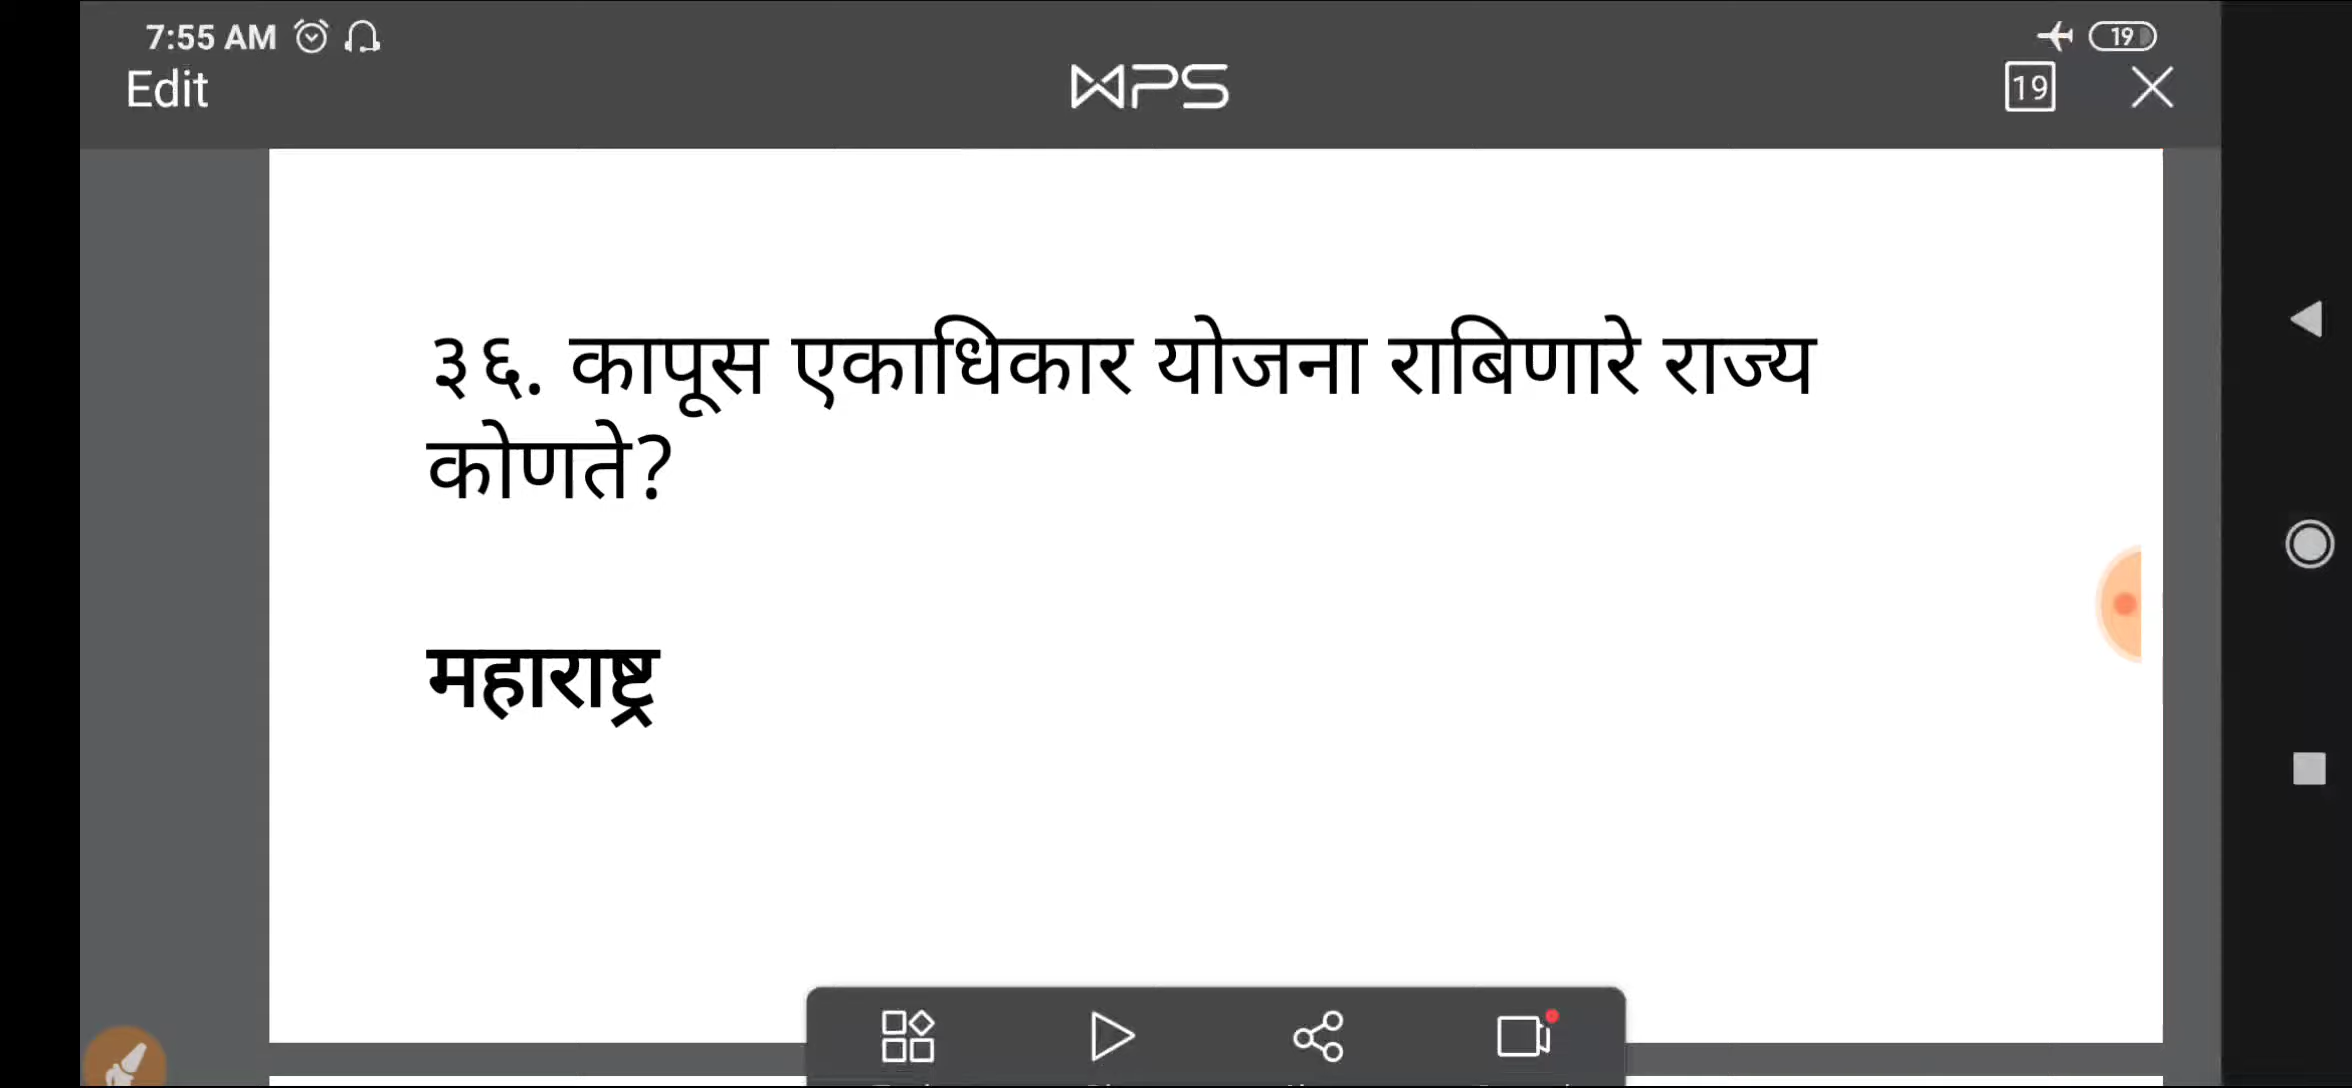 7:55 AM
19
Edit
WPS
19
३६. कापूस एकाधिकार योजना राबिणारे राज्य
कोणते?
महाराष्ट्र